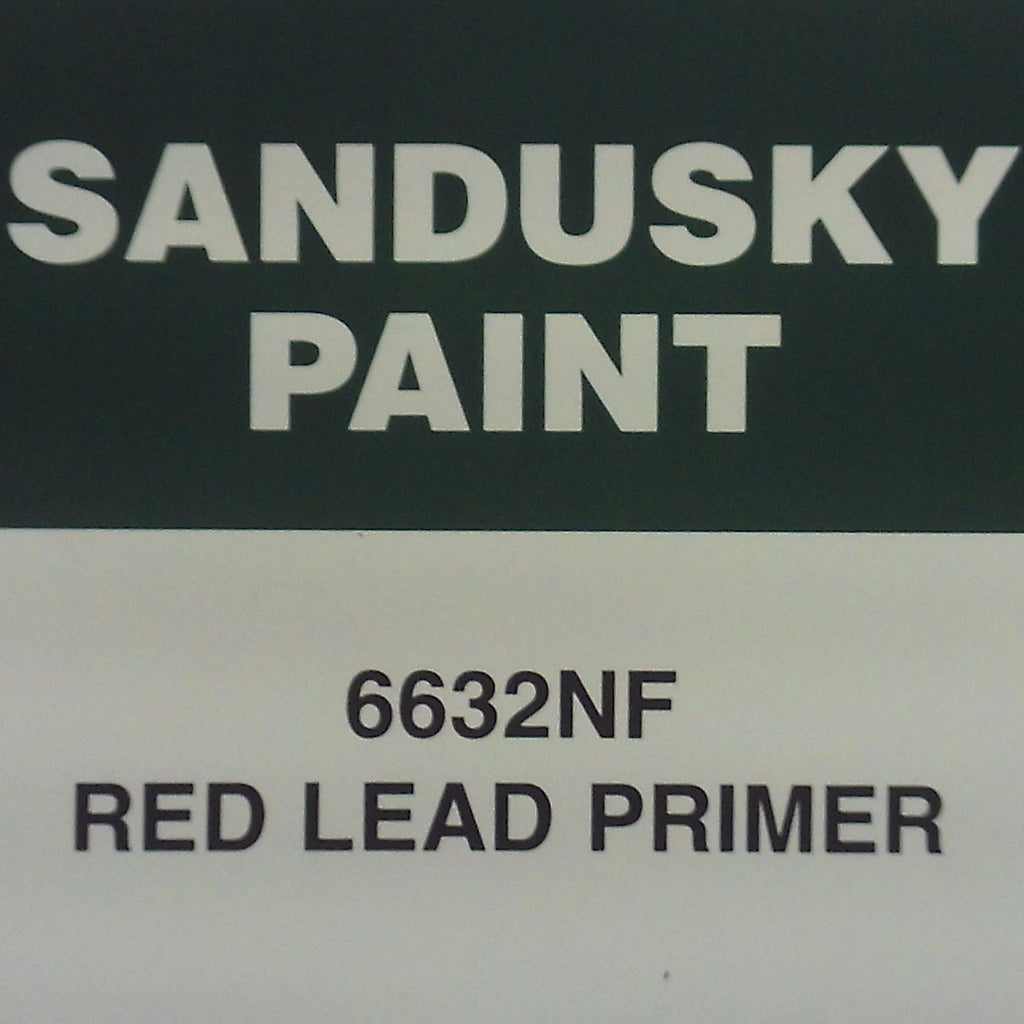 SANDUSKY
PAINT
6632NF
RED LEAD PRIMER